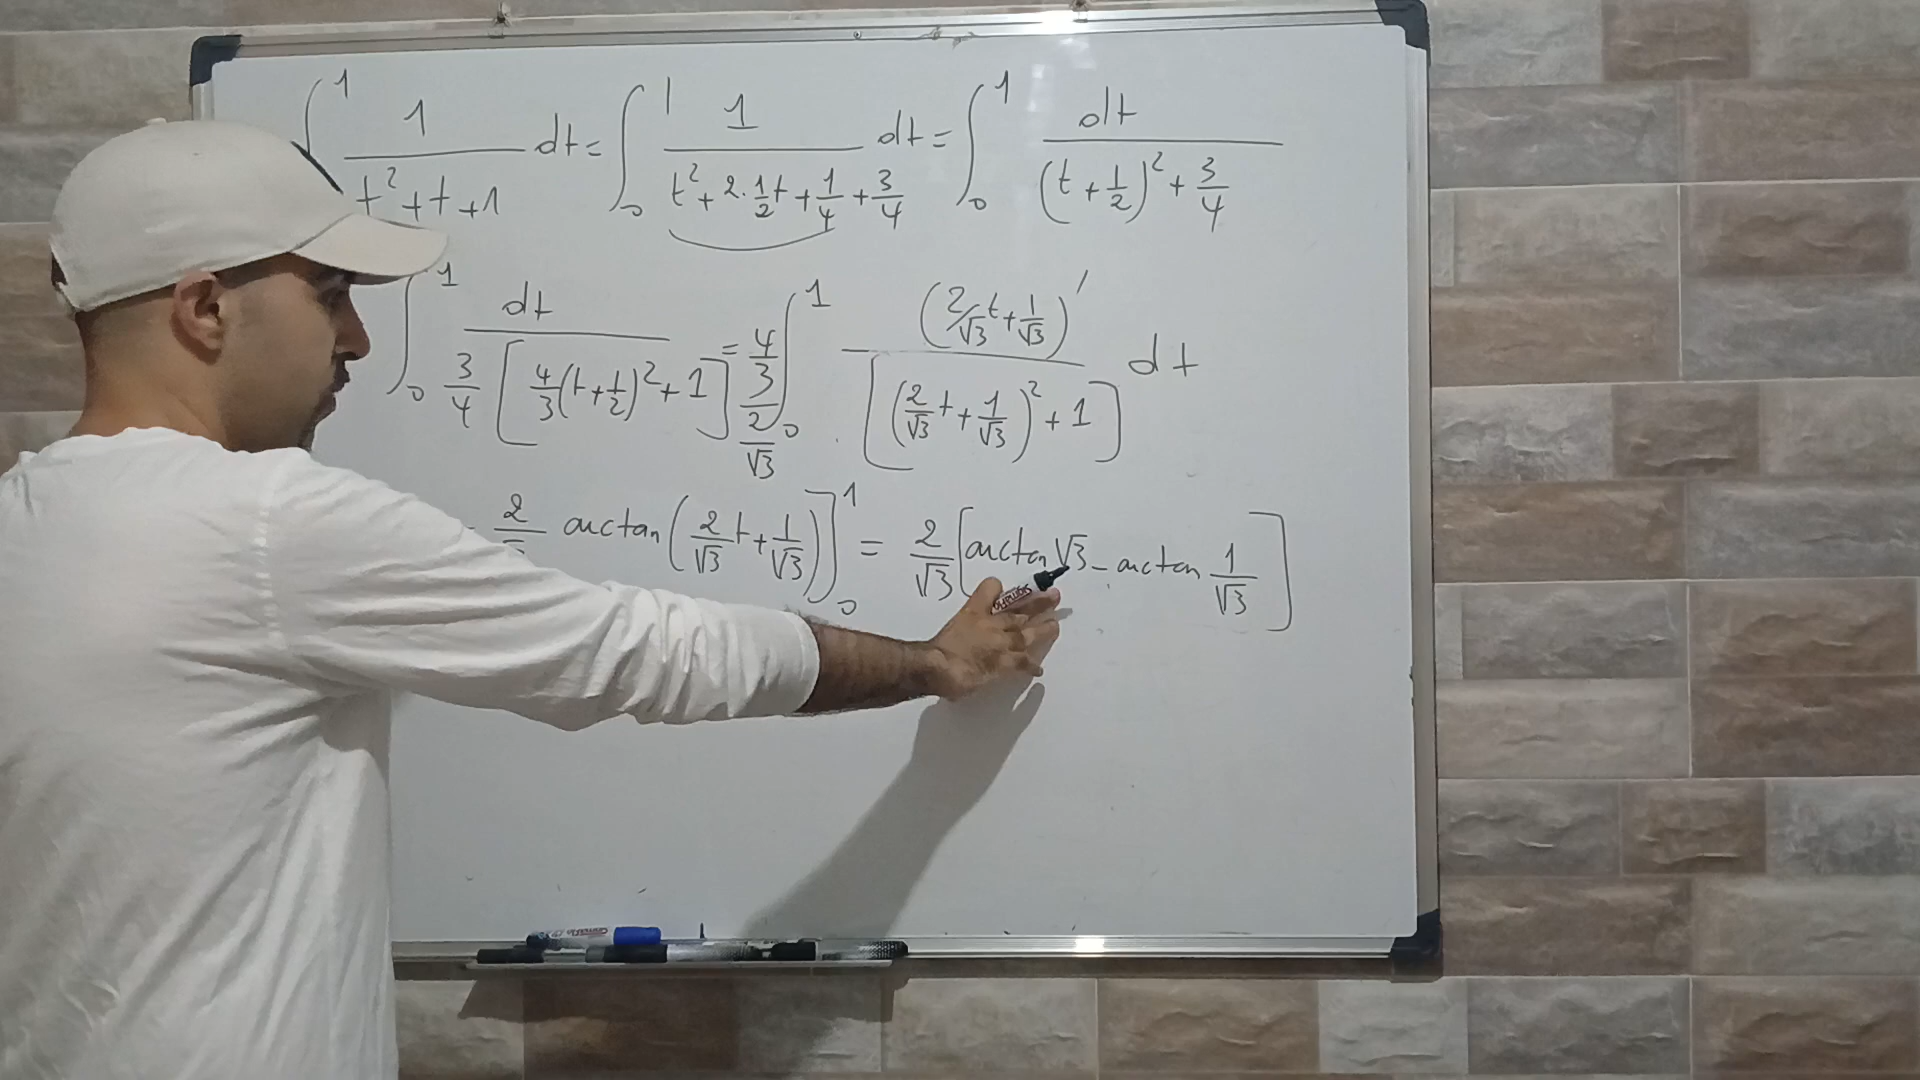 ∫₀¹ 1/(t²+t+1) dt = ∫₀¹ 1/(t²+2·1/2t+1/4+3/4) dt = ∫₀¹ dt/((t+1/2)²+3/4)
∫₀¹ dt/(3/4[4/3(t+1/2)²+1]) = (4/3)/(2/√3) ∫₀¹ (2/√3t+1/√3)′/[(2/√3t+1/√3)²+1] dt
arctan(2/√3t+1/√3)]₀¹ = 2/√3[arctan√3-arctan 1/√3]